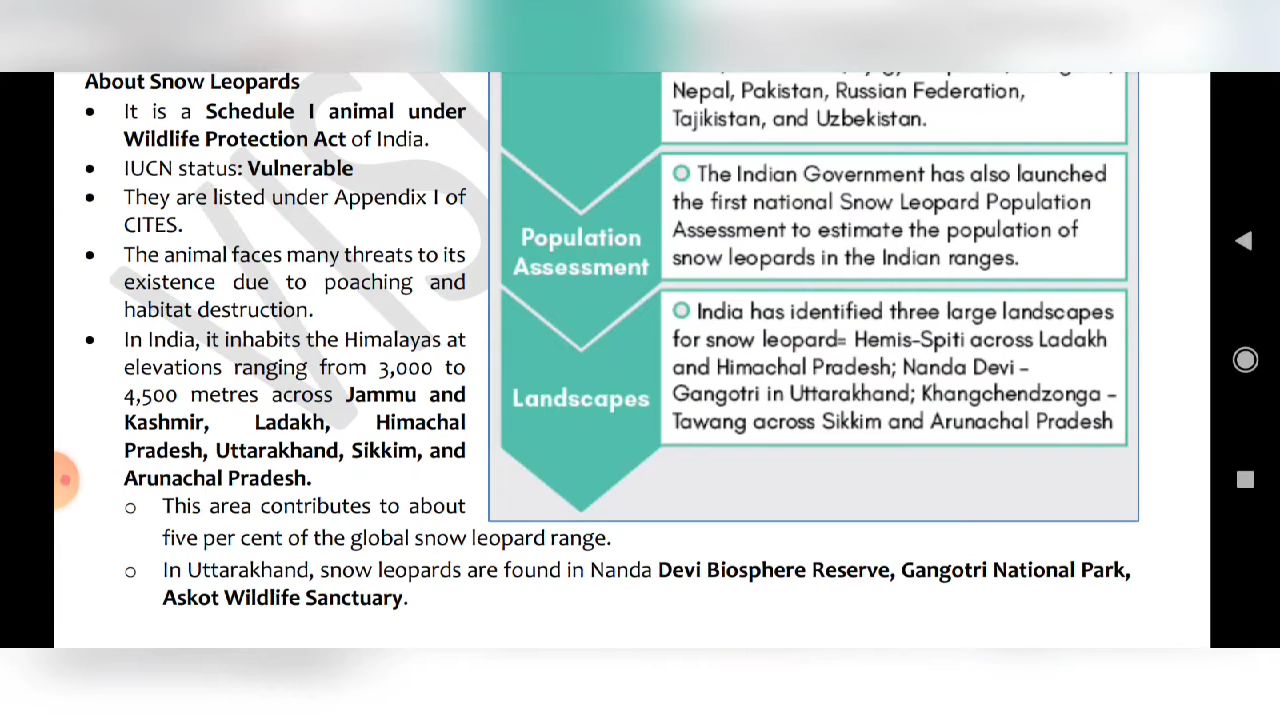 About Snow Leopards
• It is a Schedule I animal under
Wildlife Protection Act of India.
• IUCN status: Vulnerable
• They are listed under Appendix I of
CITES.
• The animal faces many threats to its
existence due to poaching and
habitat destruction.
• In India, it inhabits the Himalayas at
elevations ranging from 3,000 to
4,500 metres across Jammu and
Kashmir, Ladakh, Himachal
Pradesh, Uttarakhand, Sikkim, and
Arunachal Pradesh.
o This area contributes to about
five per cent of the global snow leopard range.
o In Uttarakhand, snow leopards are found in Nanda Devi Biosphere Reserve, Gangotri National Park,
Askot Wildlife Sanctuary.
Nepal, Pakistan, Russian Federation,
Tajikistan, and Uzbekistan.
Population
Assessment
The Indian Government has also launched
the first national Snow Leopard Population
Assessment to estimate the population of
snow leopards in the Indian ranges.
Landscapes
India has identified three large landscapes
for snow leopard= Hemis-Spiti across Ladakh
and Himachal Pradesh; Nanda Devi –
Gangotri in Uttarakhand; Khangchendzonga –
Tawang across Sikkim and Arunachal Pradesh